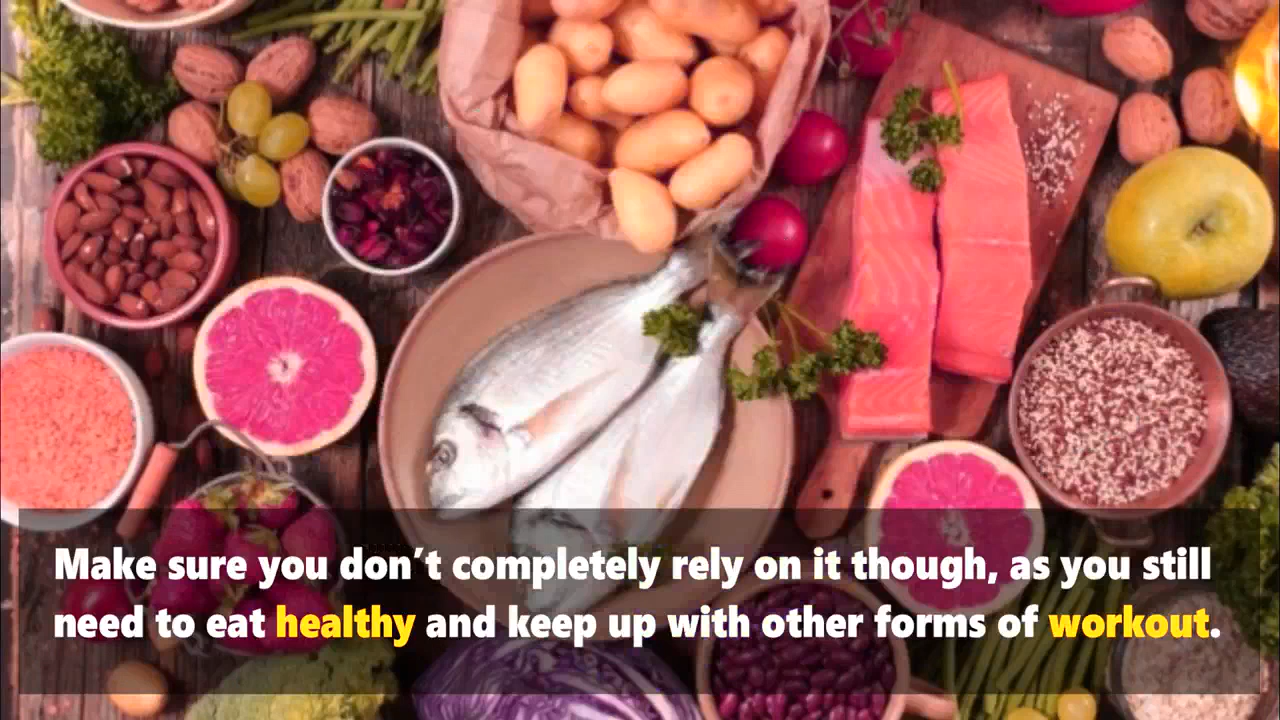 Make sure you don’t completely rely on it though, as you still
need to eat healthy and keep up with other forms of workout.